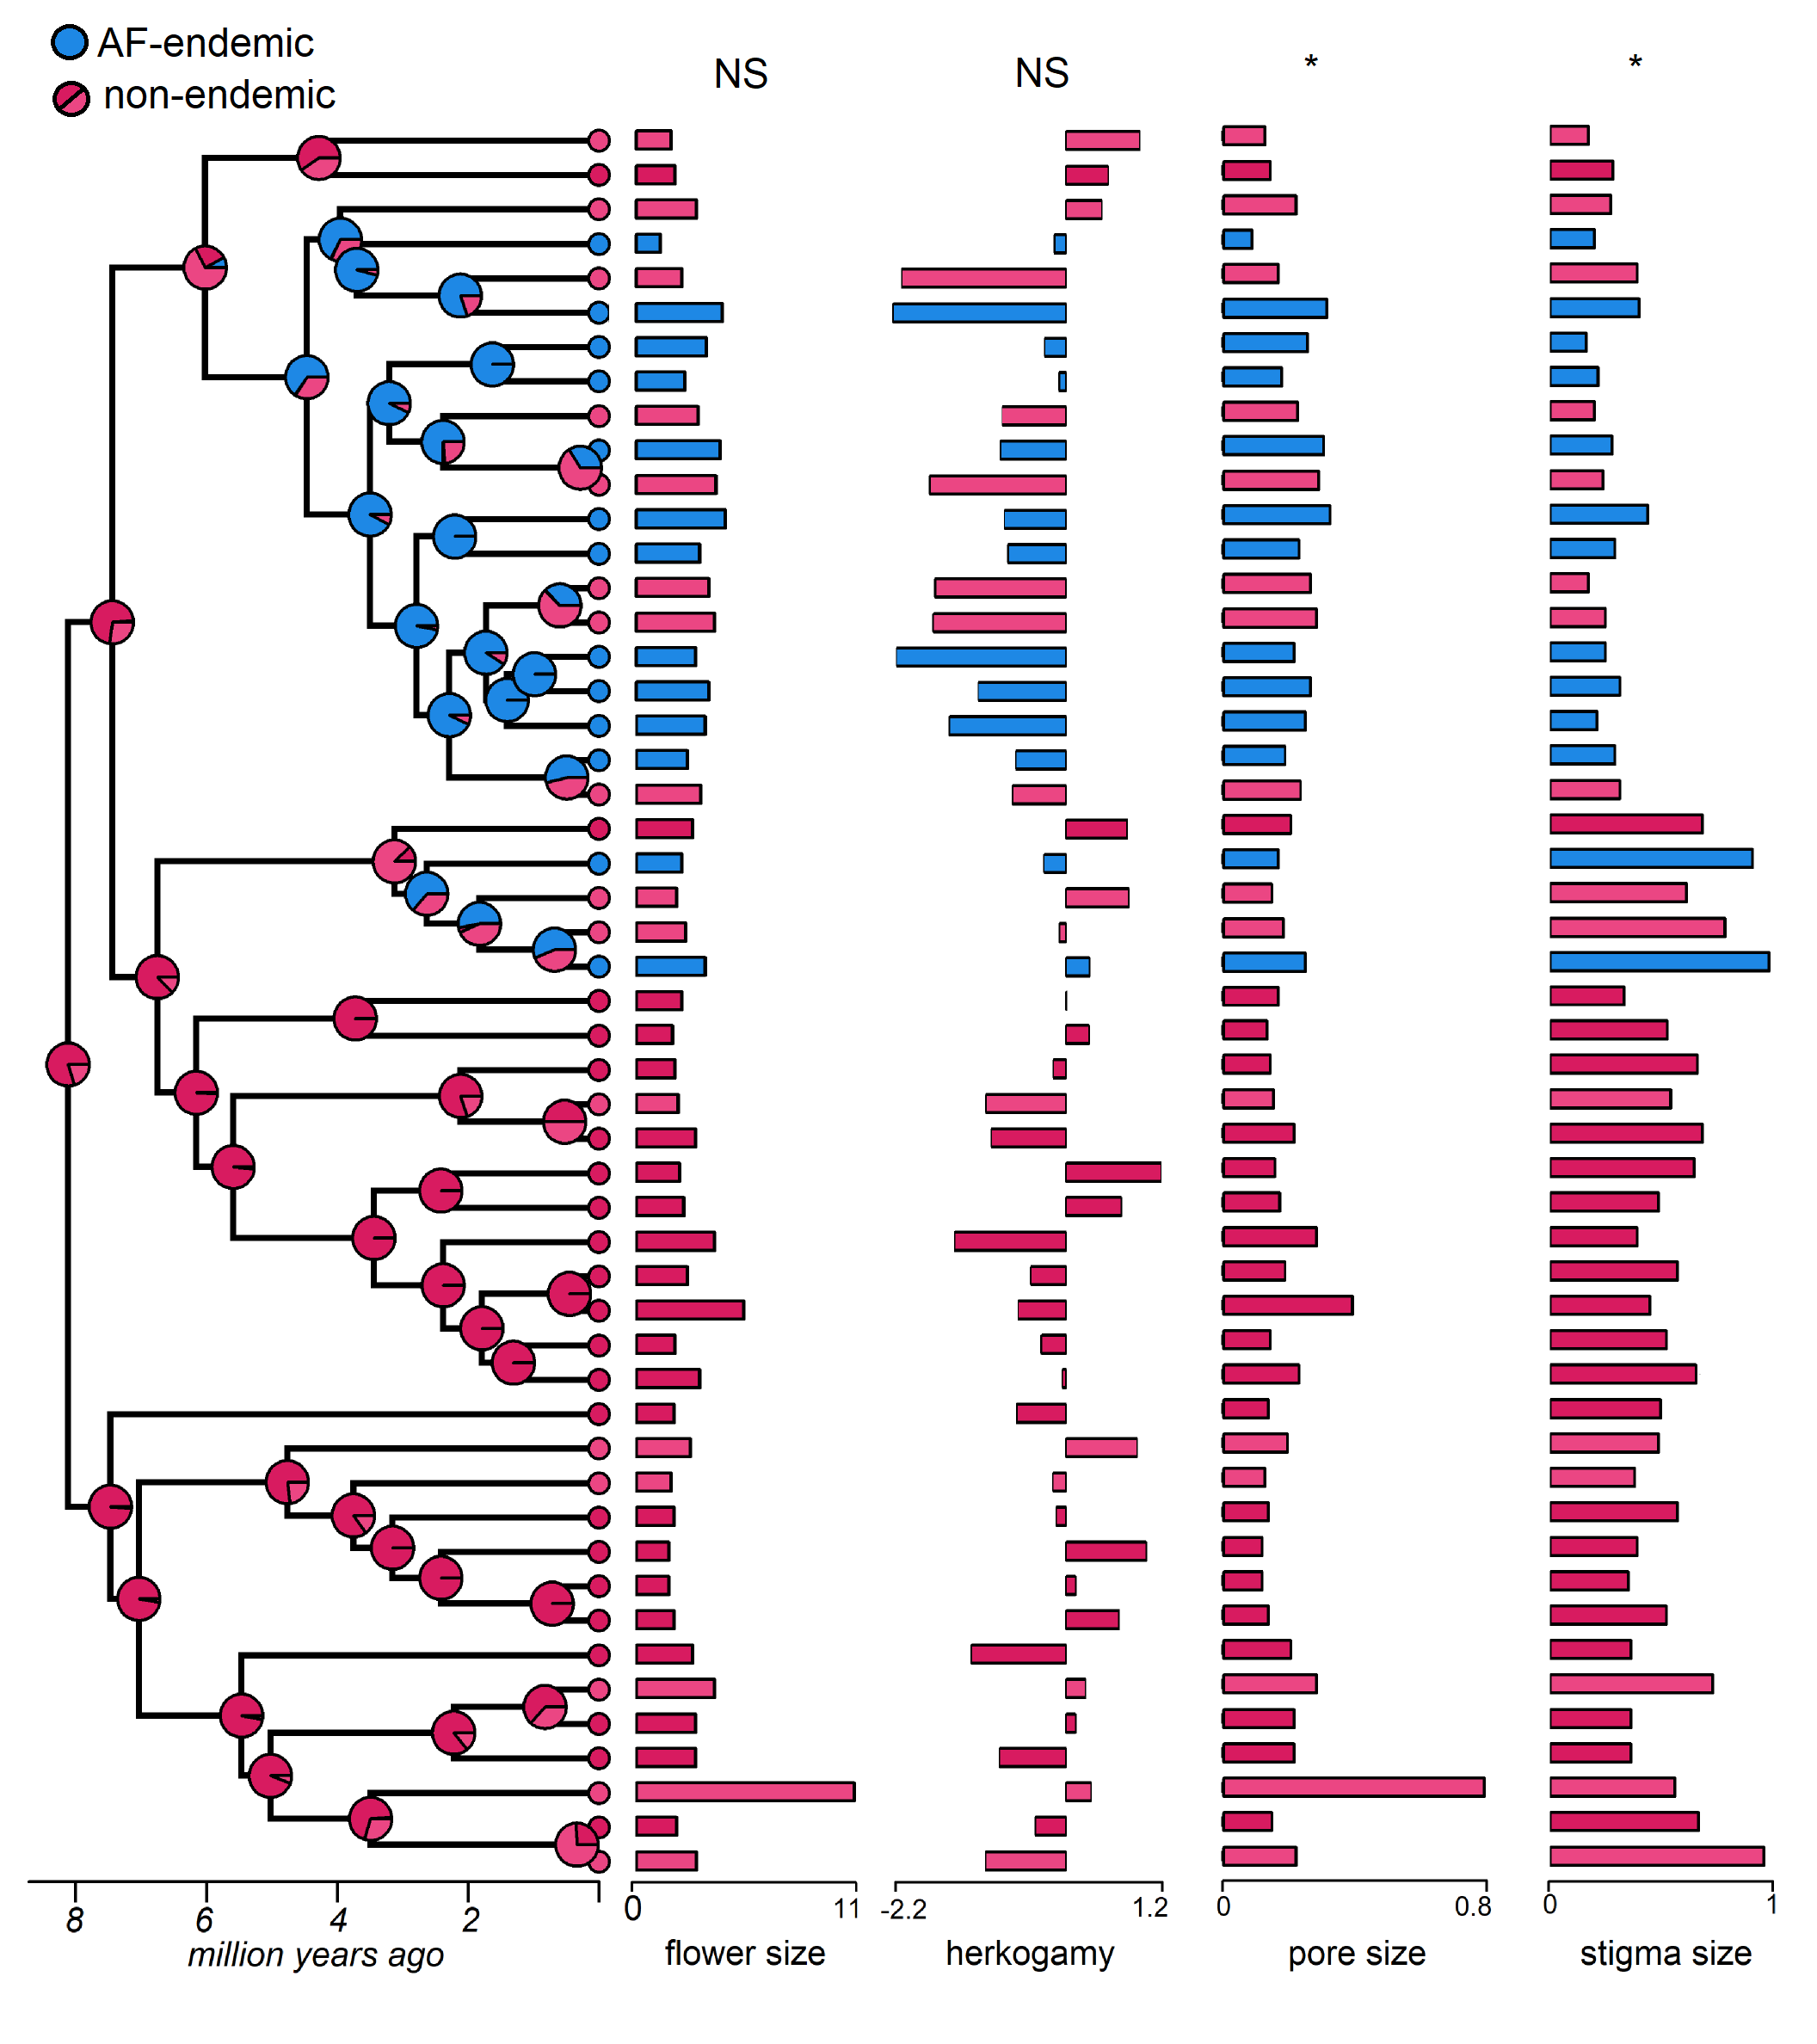 AF-endemic
non-endemic
NS NS * *
8 6 4 2
0 11 -2.2 1.2 0 0.8 0 1
million years ago flower size herkogamy pore size stigma size